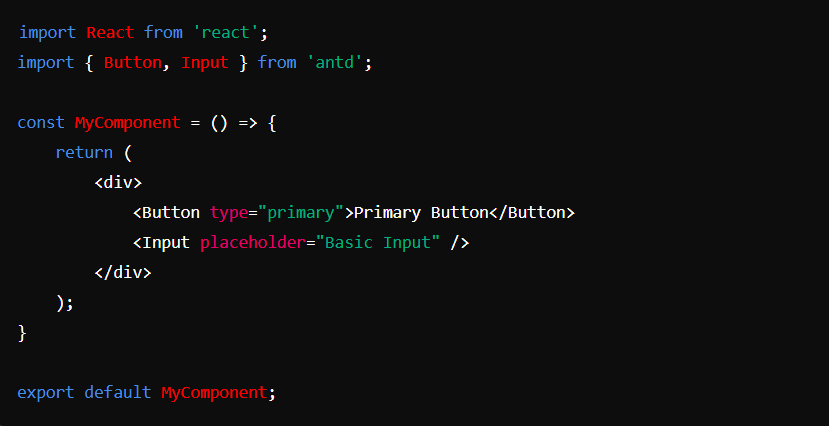 import React from 'react';
import { Button, Input } from 'antd';
const MyComponent = () => {
    return (
        <div>
            <Button type="primary">Primary Button</Button>
            <Input placeholder="Basic Input" />
        </div>
    );
}
export default MyComponent;